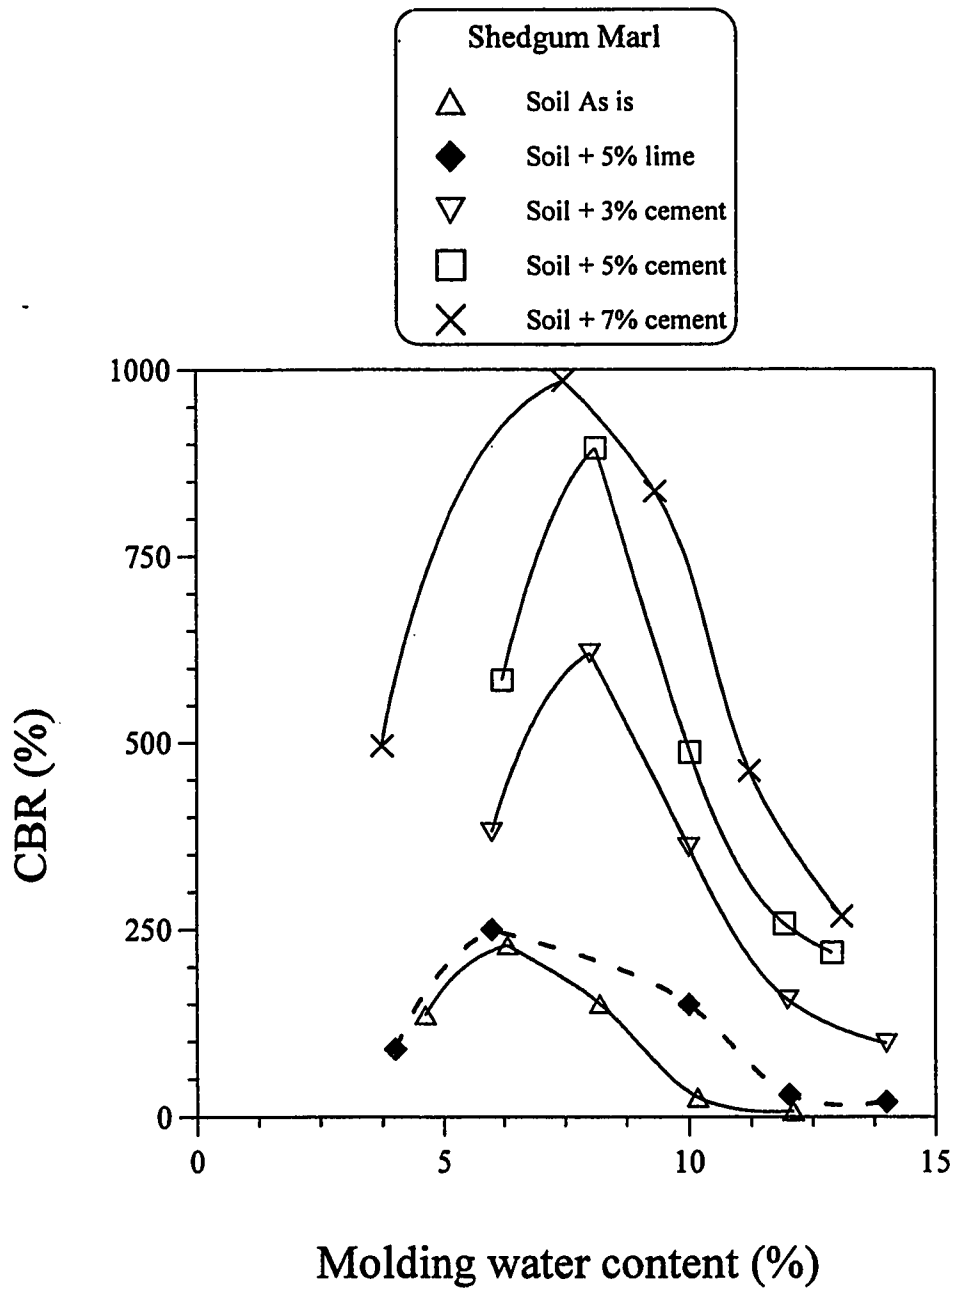 Shedgum Marl
Soil As is
Soil + 5% lime
Soil + 3% cement
Soil + 5% cement
Soil + 7% cement
1000
750
500
250
0
CBR (%)
0 5 10 15
Molding water content (%)